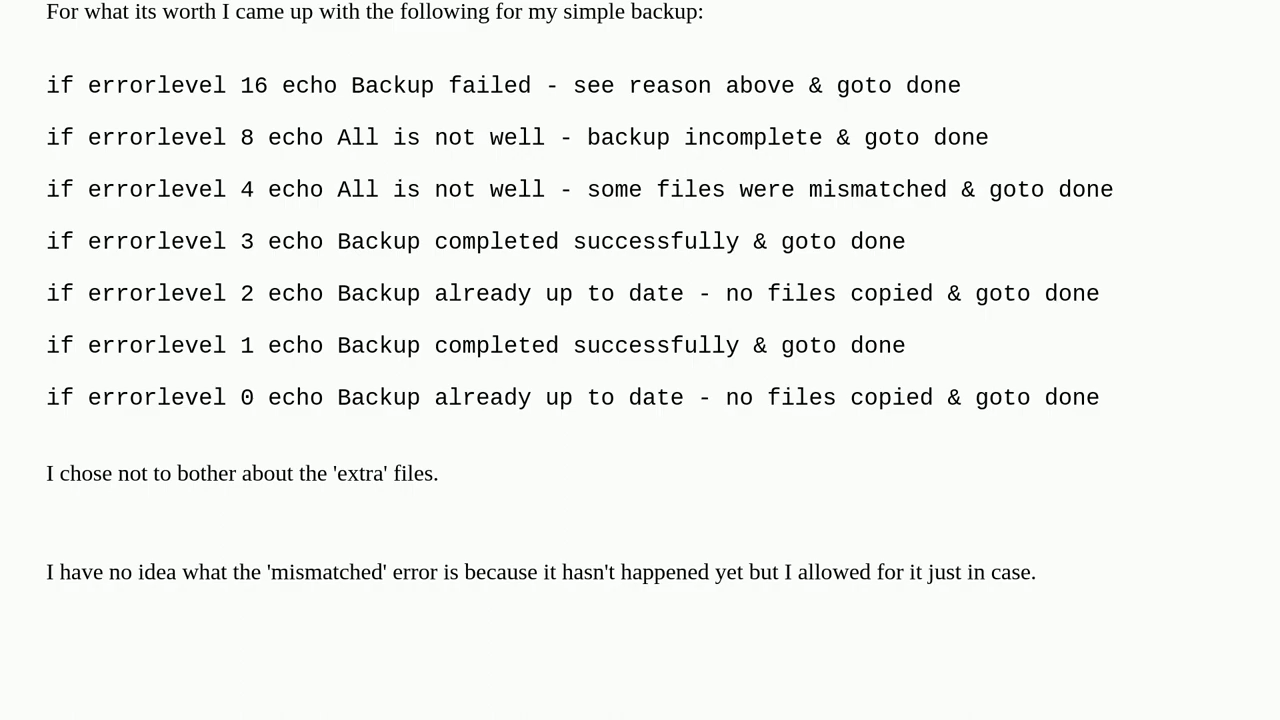 For what its worth I came up with the following for my simple backup:
if errorlevel 16 echo Backup failed - see reason above & goto done
if errorlevel 8 echo All is not well - backup incomplete & goto done
if errorlevel 4 echo All is not well - some files were mismatched & goto done
if errorlevel 3 echo Backup completed successfully & goto done
if errorlevel 2 echo Backup already up to date - no files copied & goto done
if errorlevel 1 echo Backup completed successfully & goto done
if errorlevel 0 echo Backup already up to date - no files copied & goto done
I chose not to bother about the 'extra' files.
I have no idea what the 'mismatched' error is because it hasn't happened yet but I allowed for it just in case.